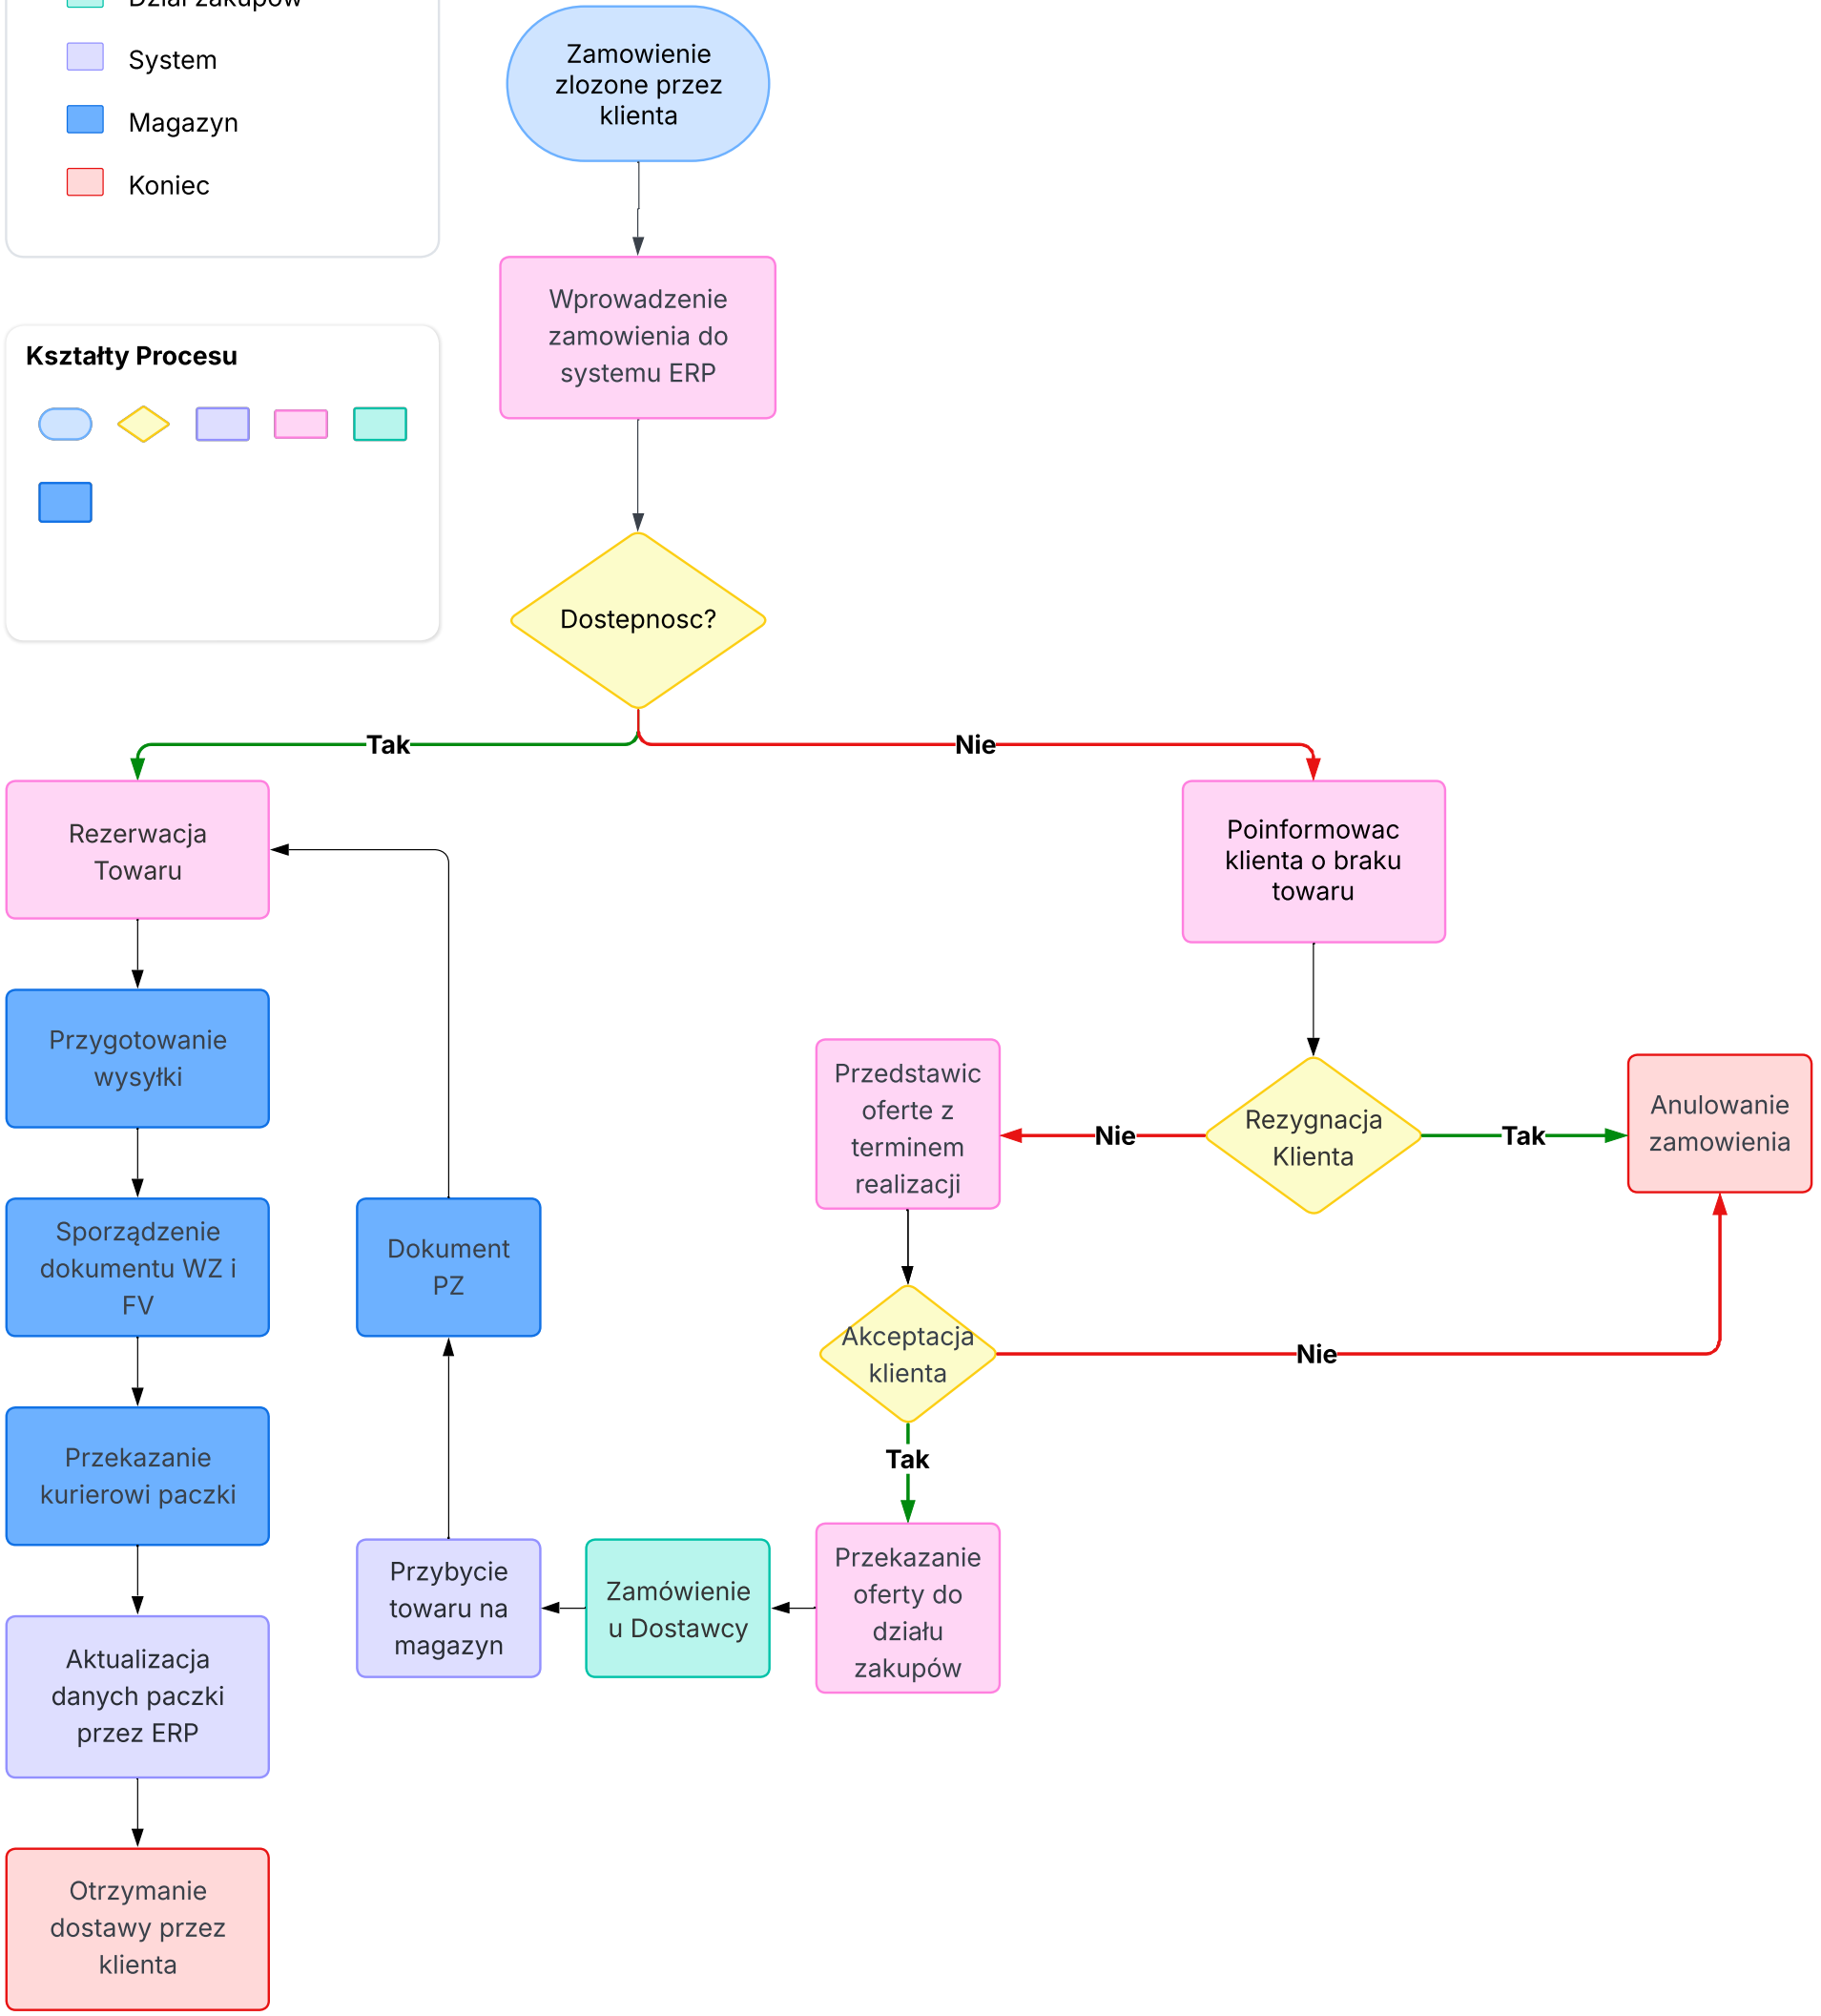 Dział zakupów
System
Magazyn
Koniec
Kształty Procesu
Zamowienie
zlozone przez
klienta
Wprowadzenie
zamowienia do
systemu ERP
Dostepnosc?
Tak
Nie
Rezerwacja
Towaru
Poinformowac
klienta o braku
towaru
Przygotowanie
wysyłki
Przedstawic
oferte z
terminem
realizacji
Nie
Rezygnacja
Klienta
Tak
Anulowanie
zamowienia
Sporządzenie
dokumentu WZ i
FV
Dokument
PZ
Akceptacja
klienta
Nie
Tak
Przekazanie
kurierowi paczki
Przybycie
towaru na
magazyn
Zamówienie
u Dostawcy
Przekazanie
oferty do
działu
zakupów
Aktualizacja
danych paczki
przez ERP
Otrzymanie
dostawy przez
klienta